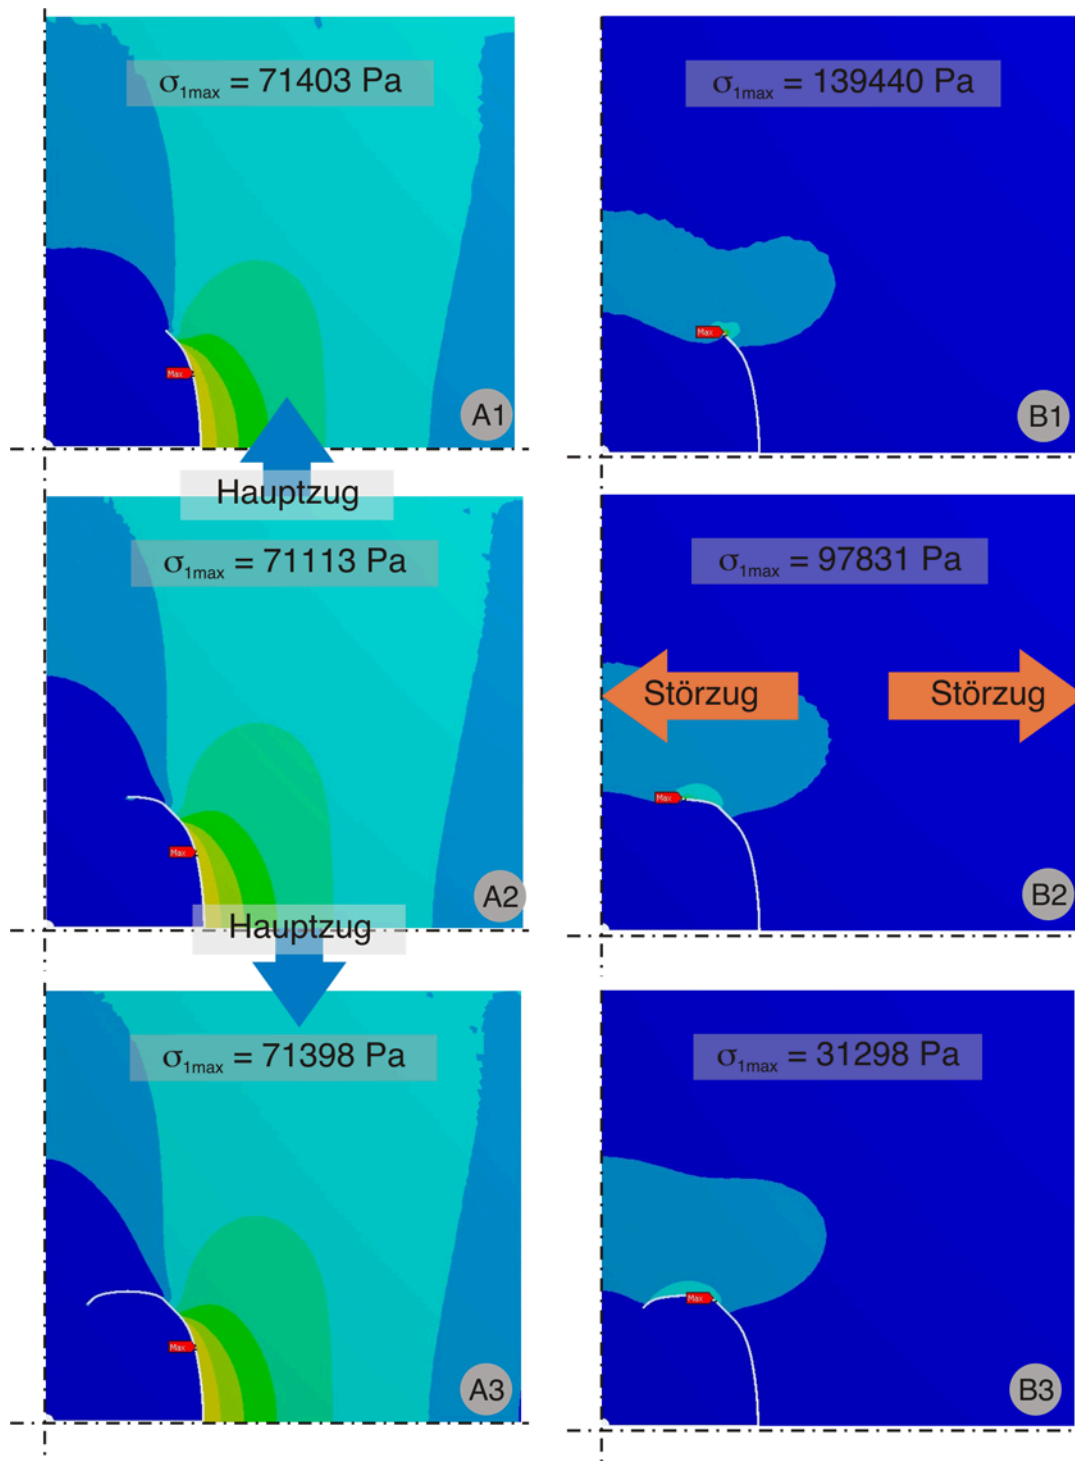 σ1max = 71403 Pa
Max
A1
σ1max = 139440 Pa
Max
B1
Hauptzug
σ1max = 71113 Pa
Max
A2
σ1max = 97831 Pa
Störzug
Störzug
Max
B2
Hauptzug
σ1max = 71398 Pa
Max
A3
σ1max = 31298 Pa
Max
B3